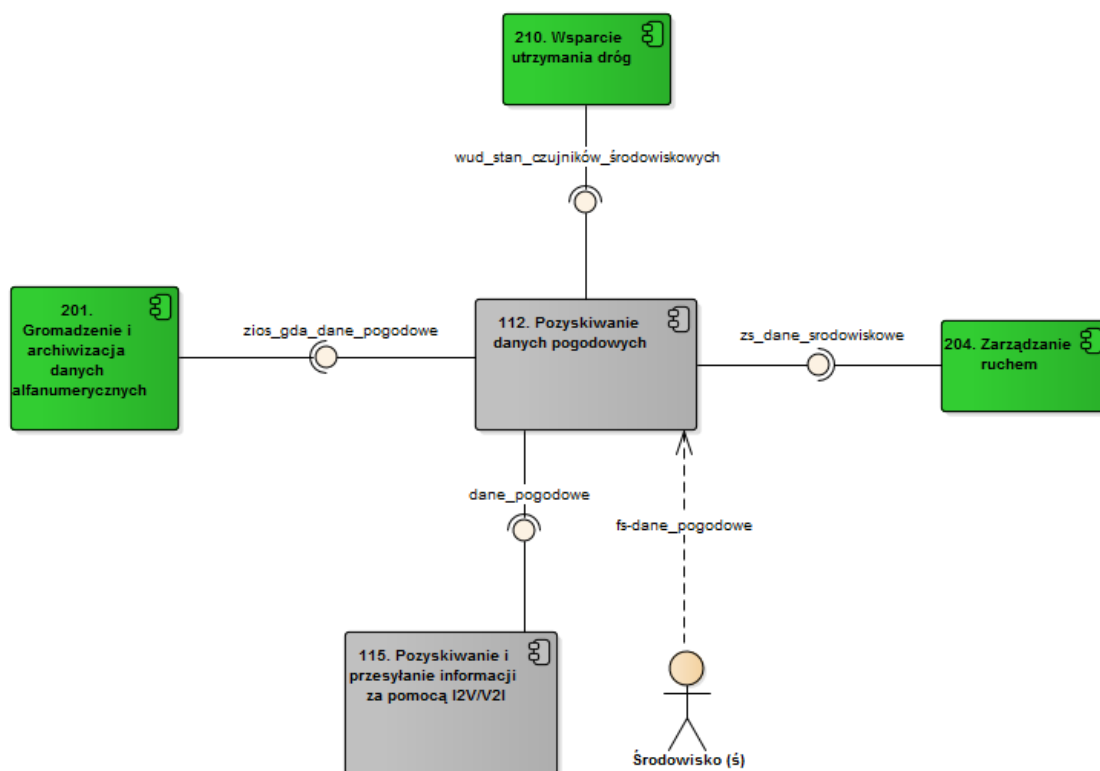 210. Wsparcie
utrzymania dróg
wud_stan_czujników_środowiskowych
201.
Gromadzenie i
archiwizacja
danych
alfanumerycznych
zios_gda_dane_pogodowe
112. Pozyskiwanie
danych pogodowych
zs_dane_srodowiskowe
204. Zarządzanie
ruchem
dane_pogodowe
fs-dane_pogodowe
115. Pozyskiwanie i
przesyłanie informacji
za pomocą I2V/V2I
Środowisko (ś)